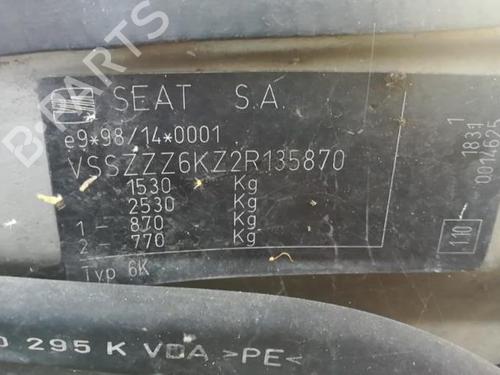 SEAT S.A.
e9*98/14*0001
VSSZZZ6KZ2R135870
1530 Kg
2530 Kg
1 – 870 Kg
2 – 770 Kg
Typ 6K
1831
0014625
1.10
0 295 K VDA >PE<
B-PARTS